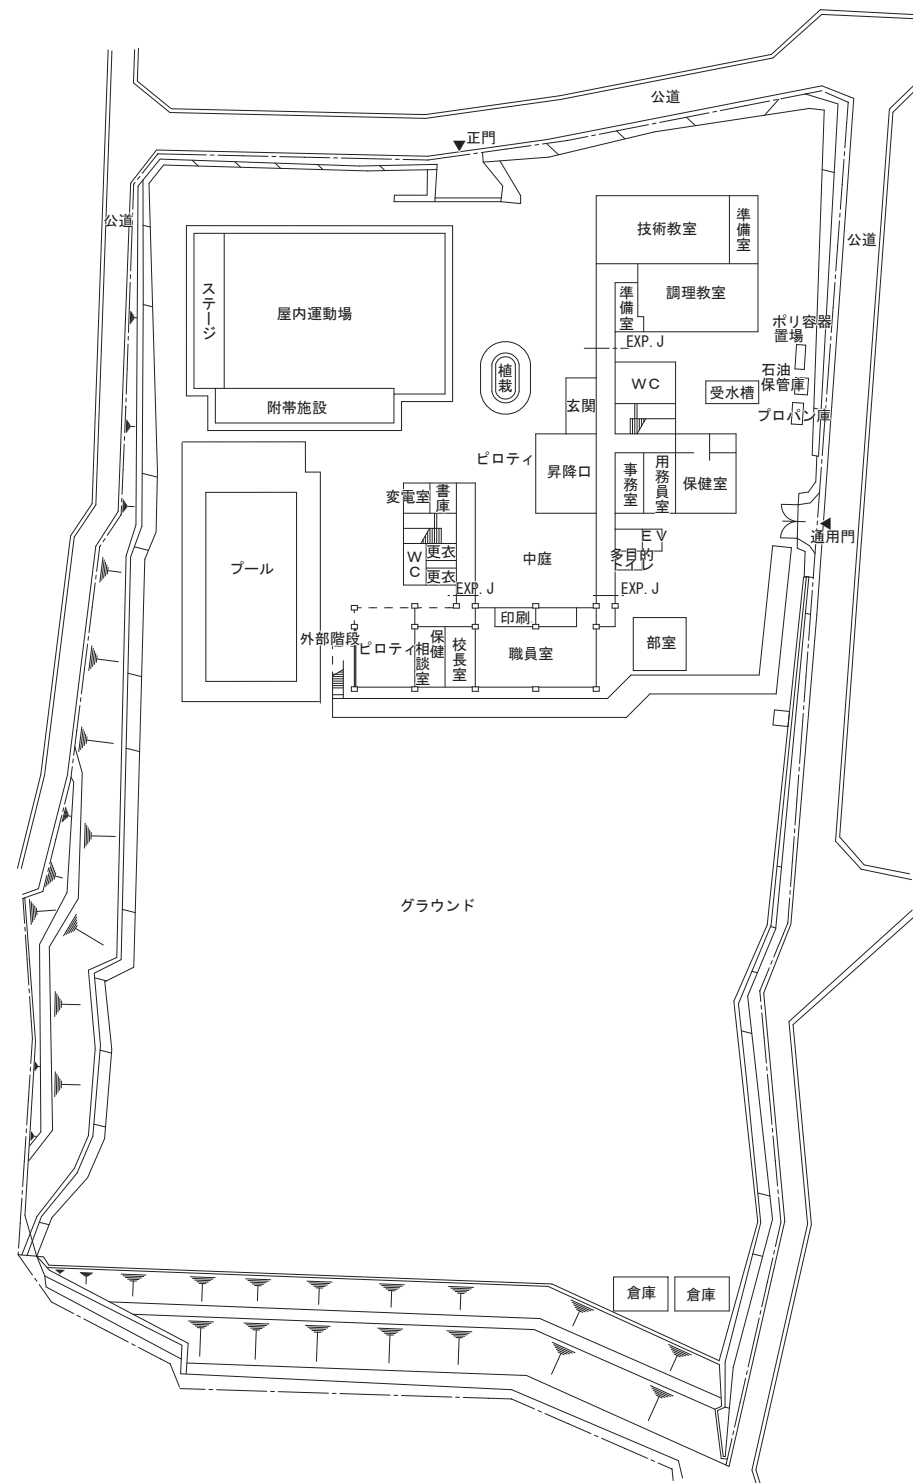 公道
正門
公道
公道
技術教室
準備室
調理教室
準備室
ステージ
屋内運動場
附帯施設
植栽
EXP.J
ポリ容器
置場
石油
保管庫
プロパン庫
受水槽
WC
玄関
ピロティ
昇降口
事務室
用務員室
保健室
変電室
書庫
WC
更衣
更衣
プール
中庭
EV
多目的
トイレ
通用門
EXP.J
EXP.J
印刷
外部階段
ピロティ
保健
相談室
校長室
職員室
部室
グラウンド
倉庫
倉庫